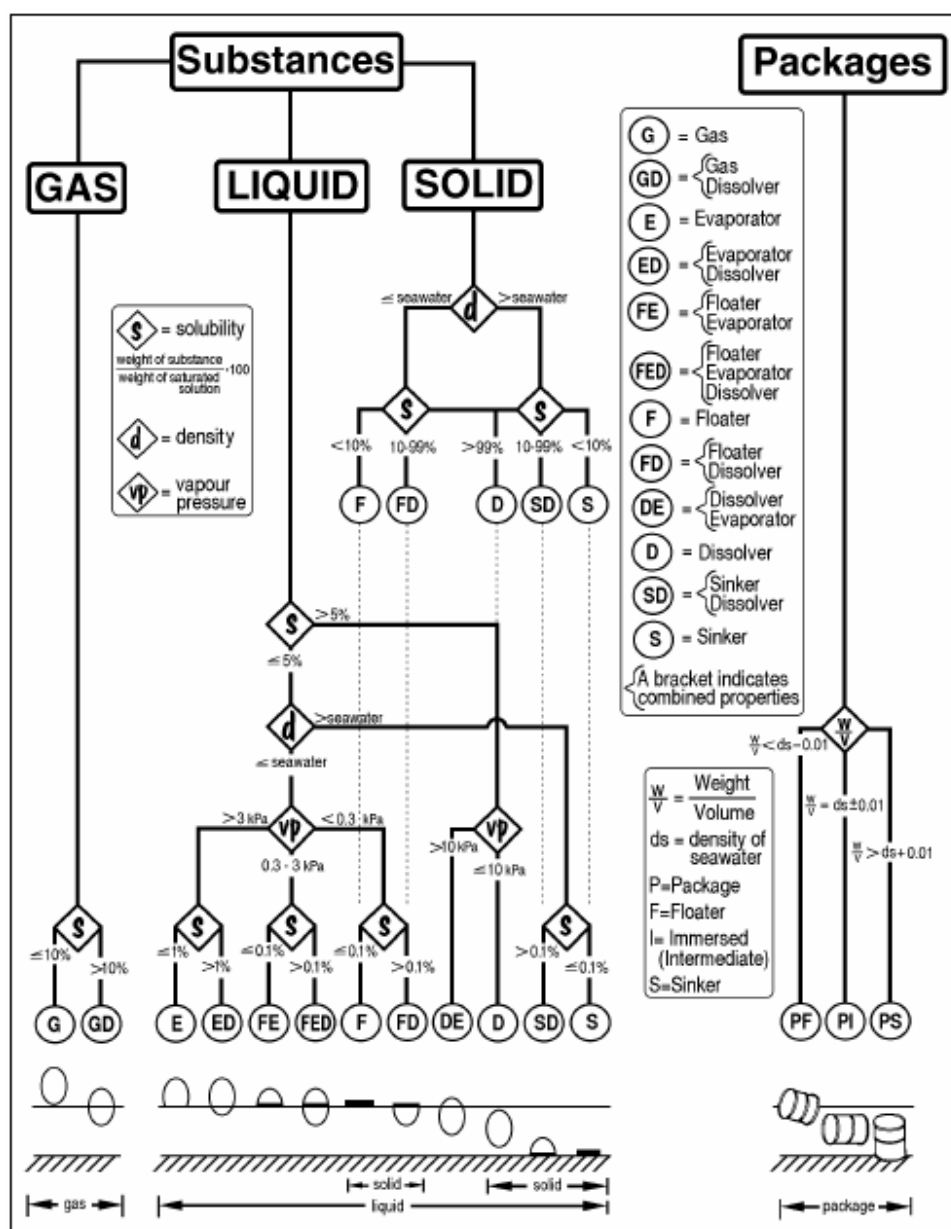 Substances
Packages
GAS
LIQUID
SOLID
G = Gas
GD = Gas
Dissolver
E = Evaporator
ED = Evaporator
Dissolver
FE = Floater
Evaporator
FED = Floater
Evaporator
Dissolver
F = Floater
FD = Floater
Dissolver
DE = Dissolver
Evaporator
D = Dissolver
SD = Sinker
Dissolver
S = Sinker
A bracket indicates
combined properties
S = solubility
weight of substance
weight of saturated
solution
·100
d = density
vp = vapour
pressure
≤ seawater d >seawater
S S
<10% 10-99% >99% 10-99% <10%
F FD D SD S
S >5%
≤5%
d >seawater
≤ seawater
>3 kPa vp <0.3 kPa
0.3 - 3 kPa
vp
>10 kPa
≤10 kPa
S S S S S
≤10% >10% ≤1% >1% ≤0.1% >0.1% ≤0.1% >0.1% >0.1% ≤0.1%
G GD E ED FE FED F FD DE D SD S
W/V
W/V < ds-0.01
W/V = ds±0.01
W/V > ds+0.01
W/V = Weight
Volume
ds = density of
seawater
P=Package
F=Floater
I= Immersed
(Intermediate)
S=Sinker
PF PI PS
solid solid
gas liquid package